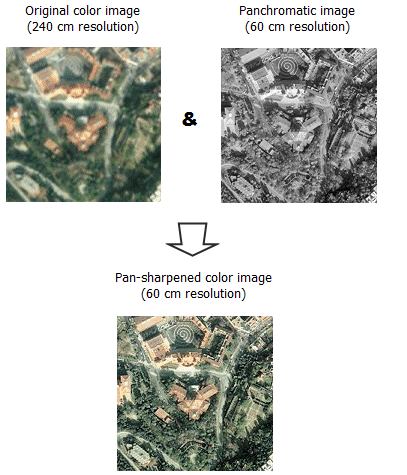 Original color image
(240 cm resolution)
Panchromatic image
(60 cm resolution)
&
Pan-sharpened color image
(60 cm resolution)